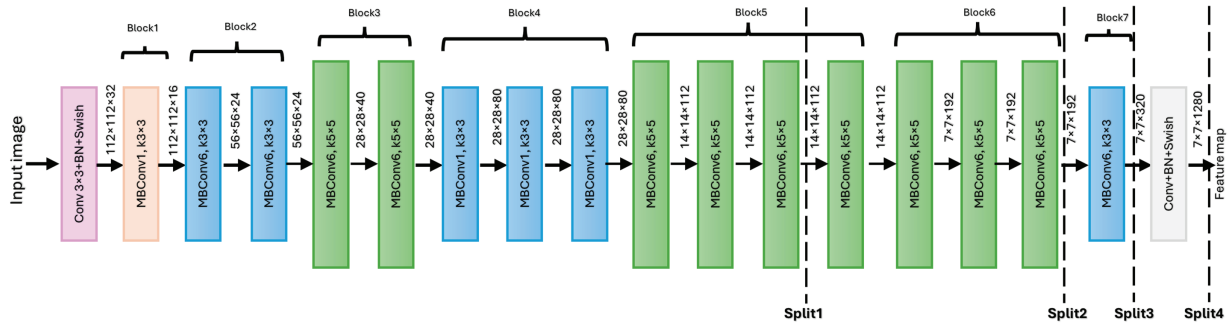 Block1
Block2
Block3
Block4
Block5
Block6
Block7
Input image
Conv 3×3+BN+Swish
112×112×32
MBConv1, k3×3
112×112×16
MBConv6, k3×3
56×56×24
MBConv6, k3×3
56×56×24
MBConv6, k5×5
28×28×40
MBConv6, k5×5
28×28×40
MBConv1, k3×3
28×28×80
MBConv1, k3×3
28×28×80
MBConv1, k3×3
28×28×80
MBConv6, k5×5
14×14×112
MBConv6, k5×5
14×14×112
MBConv6, k5×5
14×14×112
MBConv6, k5×5
14×14×112
MBConv6, k5×5
7×7×192
MBConv6, k5×5
7×7×192
MBConv6, k5×5
7×7×192
MBConv6, k3×3
7×7×320
Conv+BN+Swish
7×7×1280
Feature map
Split1
Split2
Split3
Split4